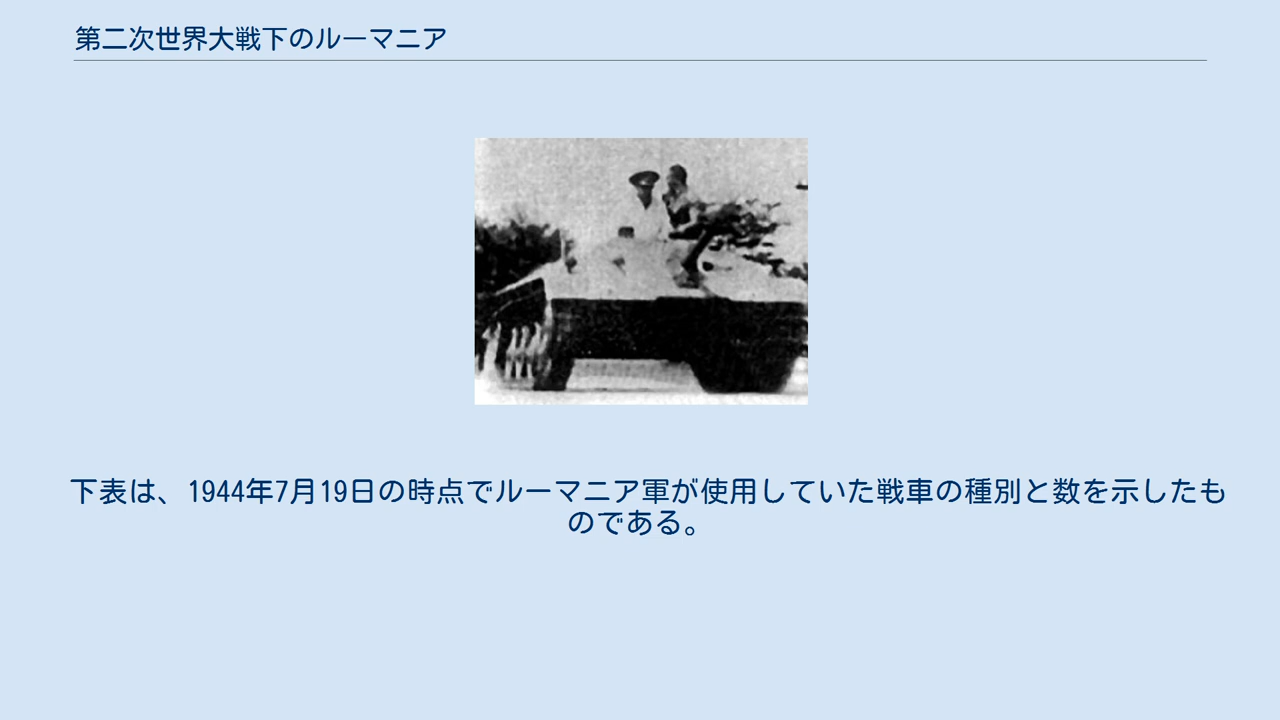 第二次世界大戦下のルーマニア
下表は、1944年7月19日の時点でルーマニア軍が使用していた戦車の種別と数を示したも
のである。